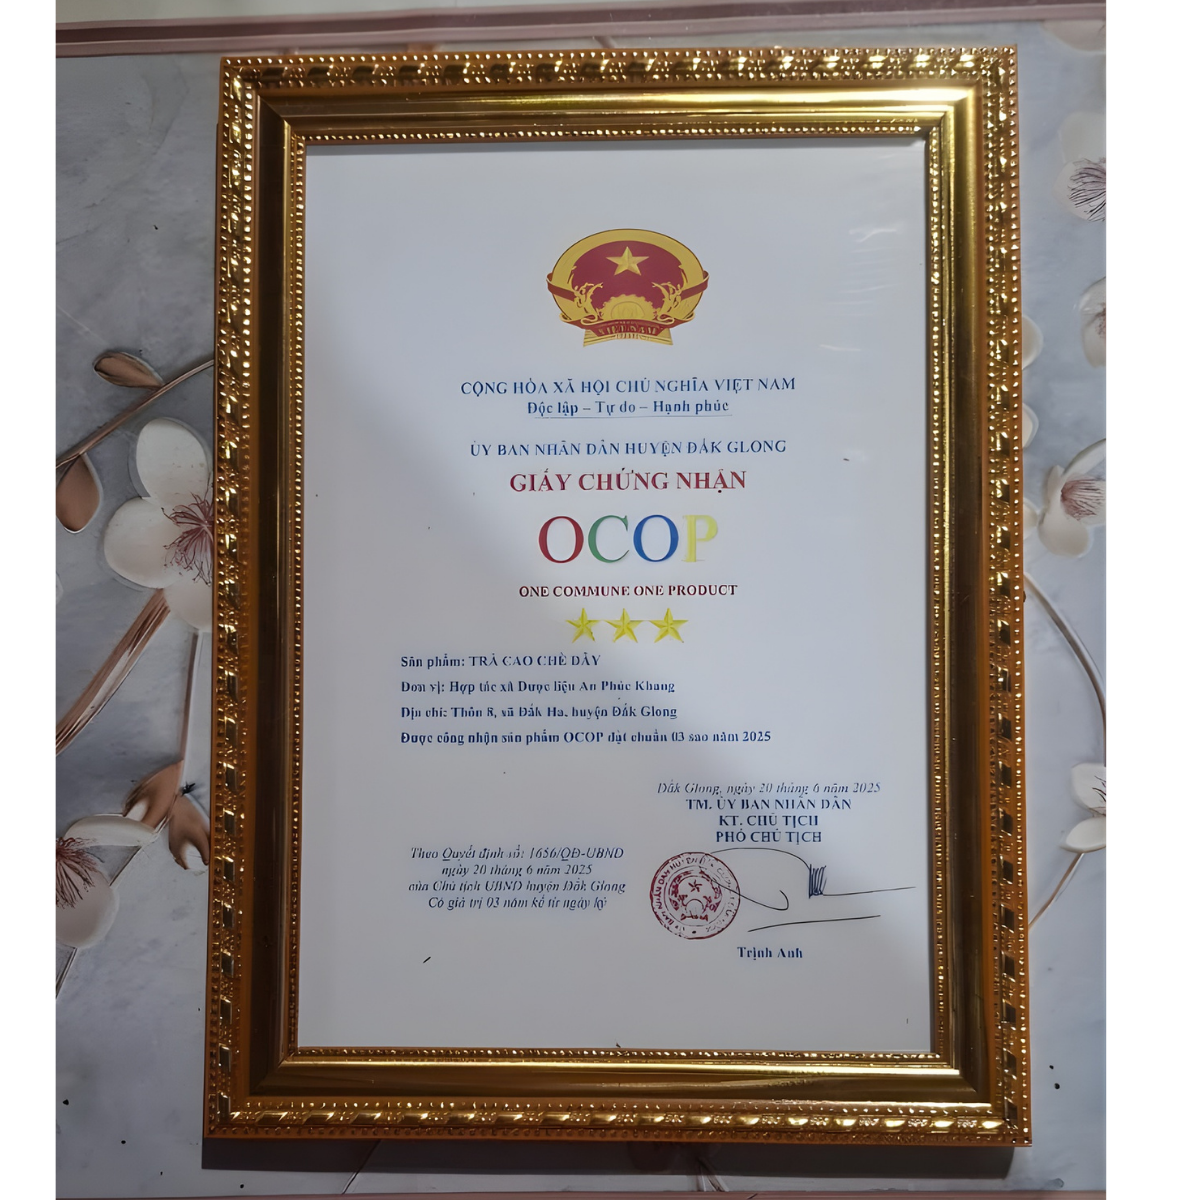 VIỆT NAM
CỘNG HÒA XÃ HỘI CHỦ NGHĨA VIỆT NAM
Độc lập – Tự do – Hạnh phúc
ỦY BAN NHÂN DÂN HUYỆN ĐẮK GLONG
GIẤY CHỨNG NHẬN
OCOP
ONE COMMUNE ONE PRODUCT
Sản phẩm: TRÀ CAO CHÈ DÂY
Đơn vị: Hợp tác xã Dược liệu An Phúc Khang
Địa chỉ: Thôn 8, xã Đắk Ha, huyện Đắk Glong
Được công nhận sản phẩm OCOP đạt chuẩn 03 sao năm 2025
Đắk Glong, ngày 20 tháng 6 năm 2025
TM. ỦY BAN NHÂN DÂN
KT. CHỦ TỊCH
PHÓ CHỦ TỊCH
Theo Quyết định số: 1656/QĐ-UBND
ngày 20 tháng 6 năm 2025
của Chủ tịch UBND huyện Đắk Glong
Có giá trị 03 năm kể từ ngày ký
Trịnh Anh